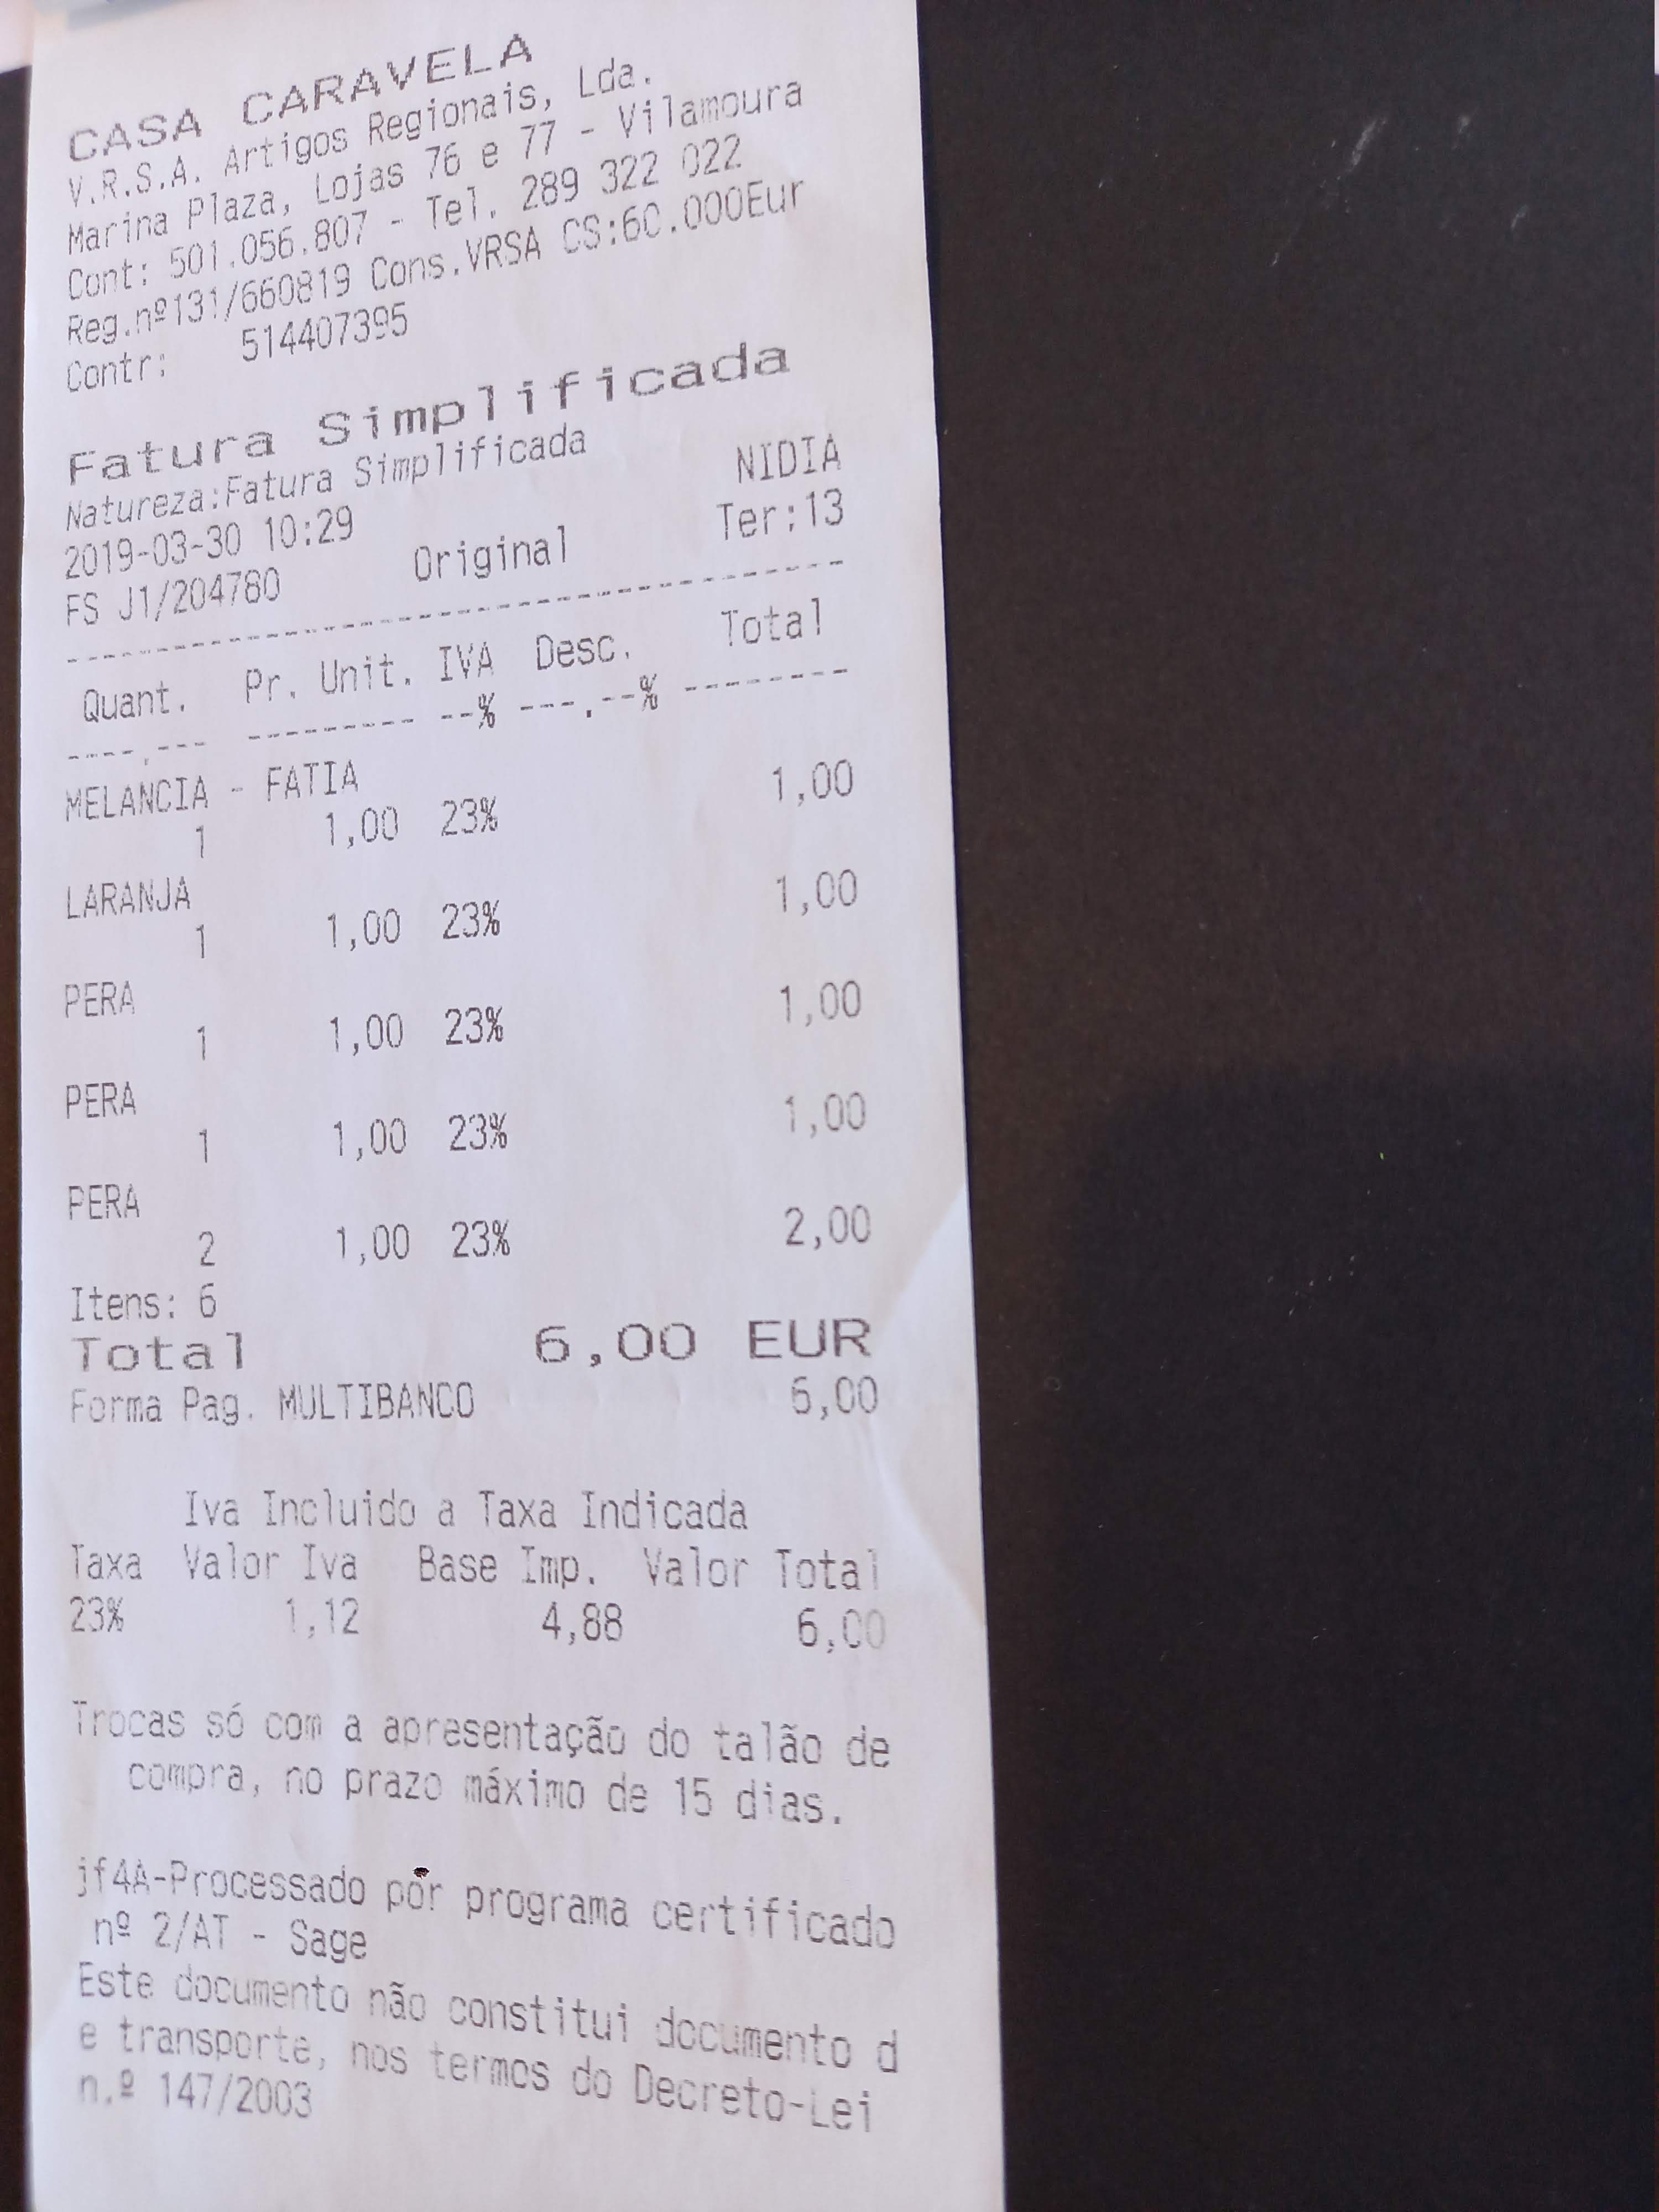 CASA CARAVELA
V.R.S.A. Artigos Regionais, Lda.
Marina Plaza, Lojas 76 e 77 - Vilamoura
Cont: 501.056.807 - Tel. 289 322 022
Reg.nº131/660819 Cons.VRSA CS:60.000Eur
Contr: 514407395
Fatura Simplificada
Natureza:Fatura Simplificada
2019-03-30 10:29 NIDIA
FS J1/204780 Original Ter:13
---------------------------------------
Quant. Pr. Unit. IVA Desc. Total
----.--- -------- --% ---.--% --------
MELANCIA - FATIA
1 1,00 23% 1,00
LARANJA
1 1,00 23% 1,00
PERA
1 1,00 23% 1,00
PERA
1 1,00 23% 1,00
PERA
2 1,00 23% 2,00
Itens: 6
Total 6,00 EUR
Forma Pag. MULTIBANCO 6,00
Iva Incluido a Taxa Indicada
Taxa Valor Iva Base Imp. Valor Total
23% 1,12 4,88 6,00
Trocas só com a apresentação do talão de
compra, no prazo máximo de 15 dias.
jf4A-Processado por programa certificado
nº 2/AT - Sage
Este documento não constitui documento d
e transporte, nos termos do Decreto-Lei
n.º 147/2003